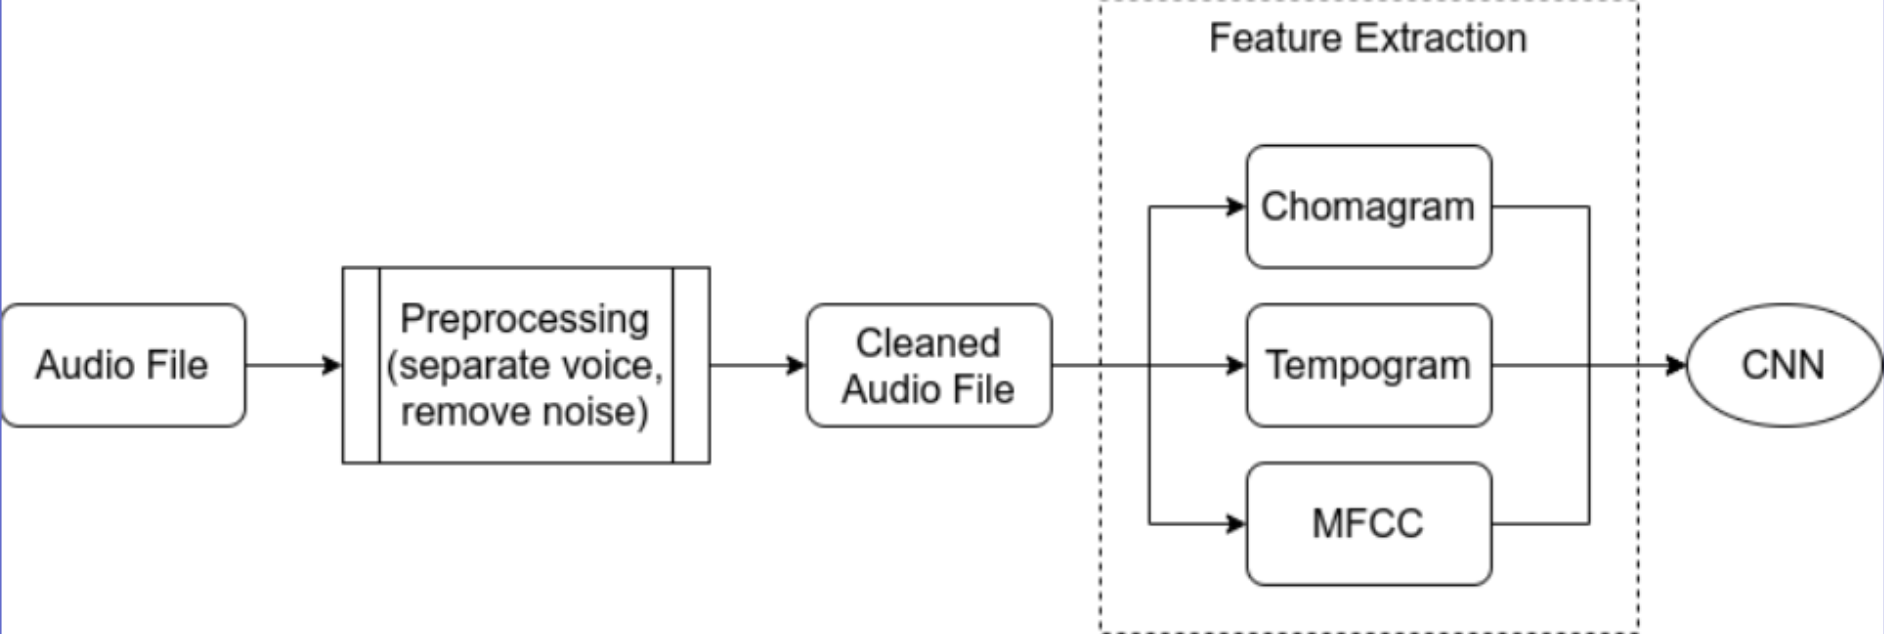 Feature Extraction
Audio File
Preprocessing
(separate voice,
remove noise)
Cleaned
Audio File
Chomagram
Tempogram
MFCC
CNN